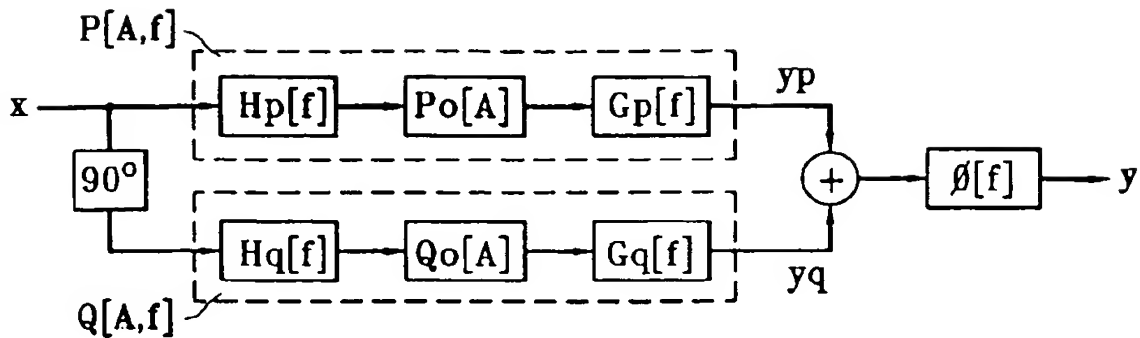 P[A,f]
x
Hp[f]
Po[A]
Gp[f]
yp
90°
+
Ø[f]
y
Hq[f]
Qo[A]
Gq[f]
yq
Q[A,f]